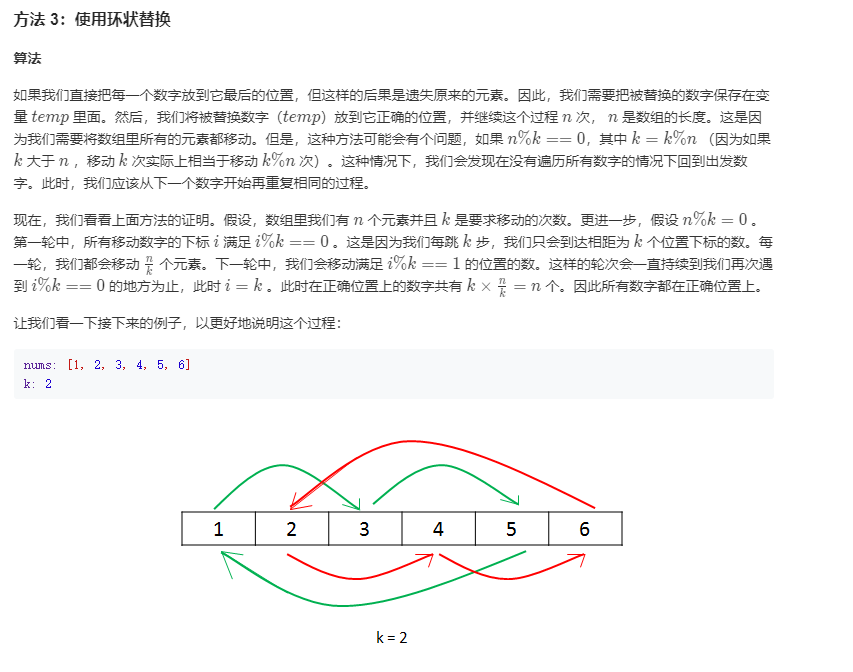 方法 3：使用环状替换
算法
如果我们直接把每一个数字放到它最后的位置，但这样的后果是遗失原来的元素。因此，我们需要把被替换的数字保存在变
量 temp 里面。然后，我们将被替换数字（temp）放到它正确的位置，并继续这个过程 n 次， n 是数组的长度。这是因
为我们需要将数组里所有的元素都移动。但是，这种方法可能会有个问题，如果 n%k == 0，其中 k = k%n （因为如果
k 大于 n ，移动 k 次实际上相当于移动 k%n 次）。这种情况下，我们会发现在没有遍历所有数字的情况下回到出发数
字。此时，我们应该从下一个数字开始再重复相同的过程。
现在，我们看看上面方法的证明。假设，数组里我们有 n 个元素并且 k 是要求移动的次数。更进一步，假设 n%k = 0 。
第一轮中，所有移动数字的下标 i 满足 i%k == 0 。这是因为我们每跳 k 步，我们只会到达相距为 k 个位置下标的数。每
一轮，我们都会移动 n/k 个元素。下一轮中，我们会移动满足 i%k == 1 的位置的数。这样的轮次会一直持续到我们再次遇
到 i%k == 0 的地方为止，此时 i = k 。此时在正确位置上的数字共有 k × n/k = n 个。因此所有数字都在正确位置上。
让我们看一下接下来的例子，以更好地说明这个过程：
nums: [1, 2, 3, 4, 5, 6]
k: 2
1 2 3 4 5 6
k = 2